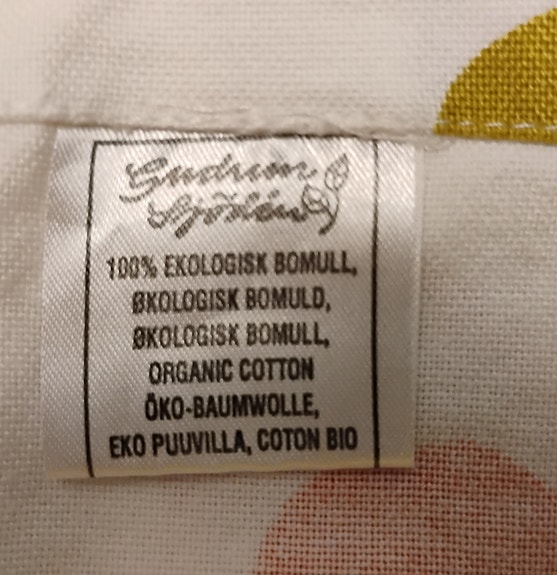 Gudrun
Sjödén
100% EKOLOGISK BOMULL,
ØKOLOGISK BOMULD,
ØKOLOGISK BOMULL,
ORGANIC COTTON
ÖKO-BAUMWOLLE,
EKO PUUVILLA, COTON BIO